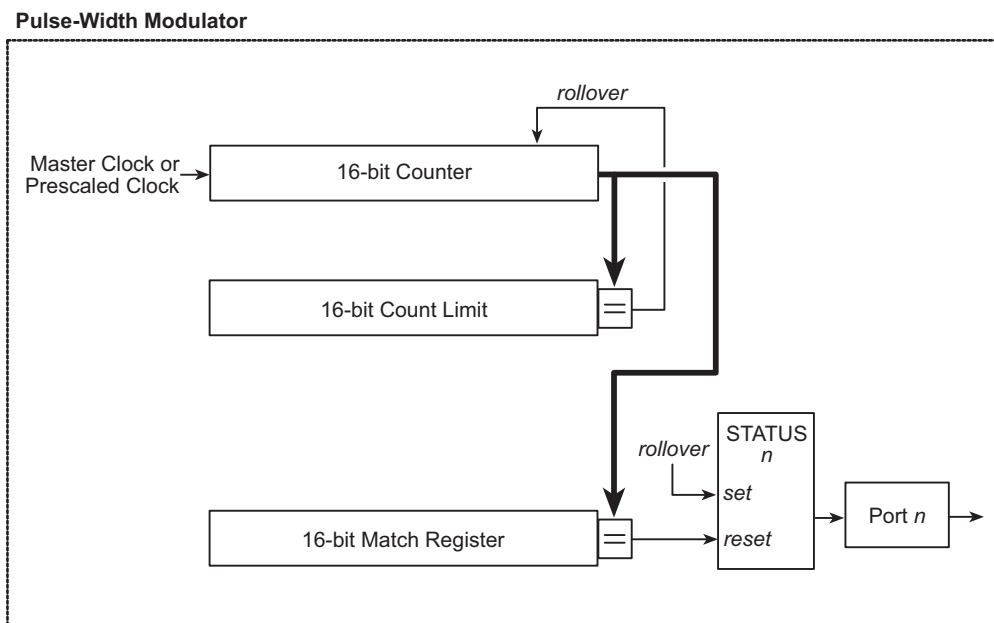 Pulse-Width Modulator
rollover
Master Clock or
Prescaled Clock
16-bit Counter
16-bit Count Limit
=
rollover
STATUS
n
set
reset
Port n
16-bit Match Register
=